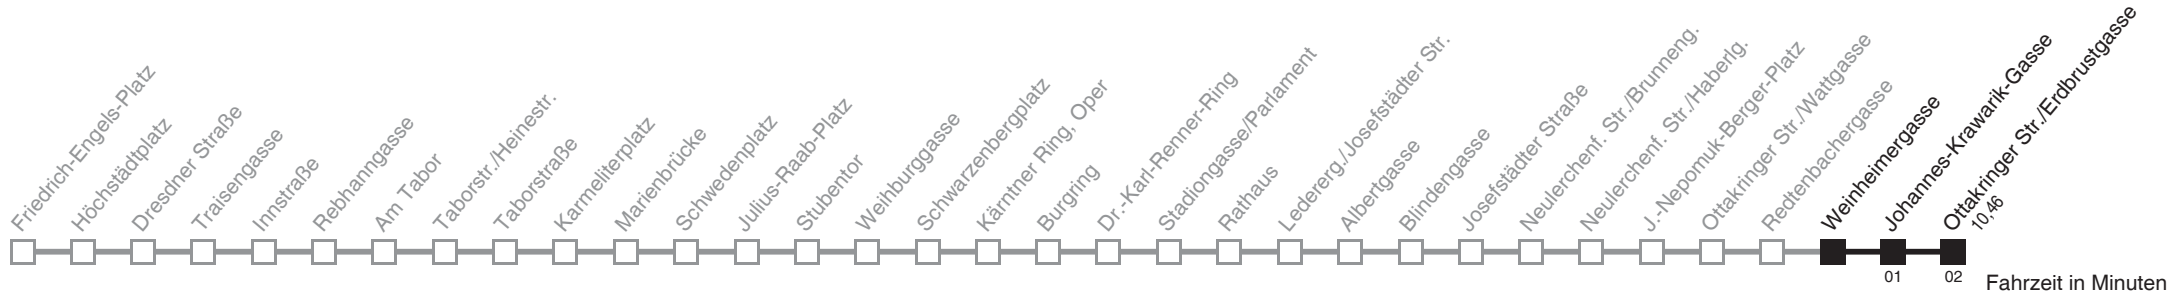 Friedrich-Engels-Platz
Höchstädtplatz
Dresdner Straße
Traisengasse
Innstraße
Rebhanngasse
Am Tabor
Taborstr./Heinestr.
Taborstraße
Karmeliterplatz
Marienbrücke
Schwedenplatz
Julius-Raab-Platz
Stubentor
Weihburggasse
Schwarzenbergplatz
Kärntner Ring, Oper
Burgring
Dr.-Karl-Renner-Ring
Stadiongasse/Parlament
Rathaus
Ledererg./Josefstädter Str.
Albertgasse
Blindengasse
Josefstädter Straße
Neulerchenf. Str./Brunneng.
Neulerchenf. Str./Haberlg.
J.-Nepomuk-Berger-Platz
Ottakringer Str./Wattgasse
Redtenbachergasse
Weinheimergasse
Johannes-Krawarik-Gasse
Ottakringer Str./Erdbrustgasse
10,46
01
02
Fahrzeit in Minuten